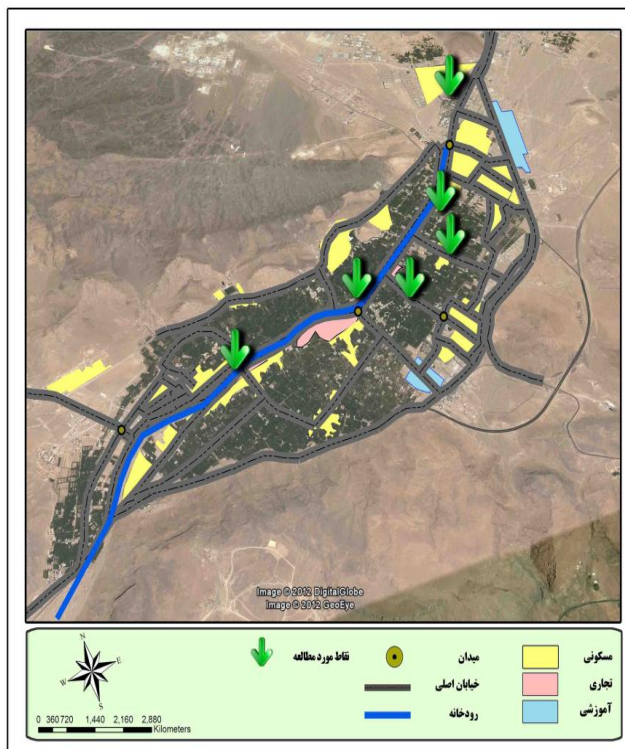 Image © 2012 DigitalGlobe
Image © 2012 GeoEye
مسکونی
میدان
نقاط مورد مطالعه
تجاری
خیابان اصلی
آموزشی
رودخانه
N
E
W
S
0 360 720 1,440 2,160 2,880
Kilometers